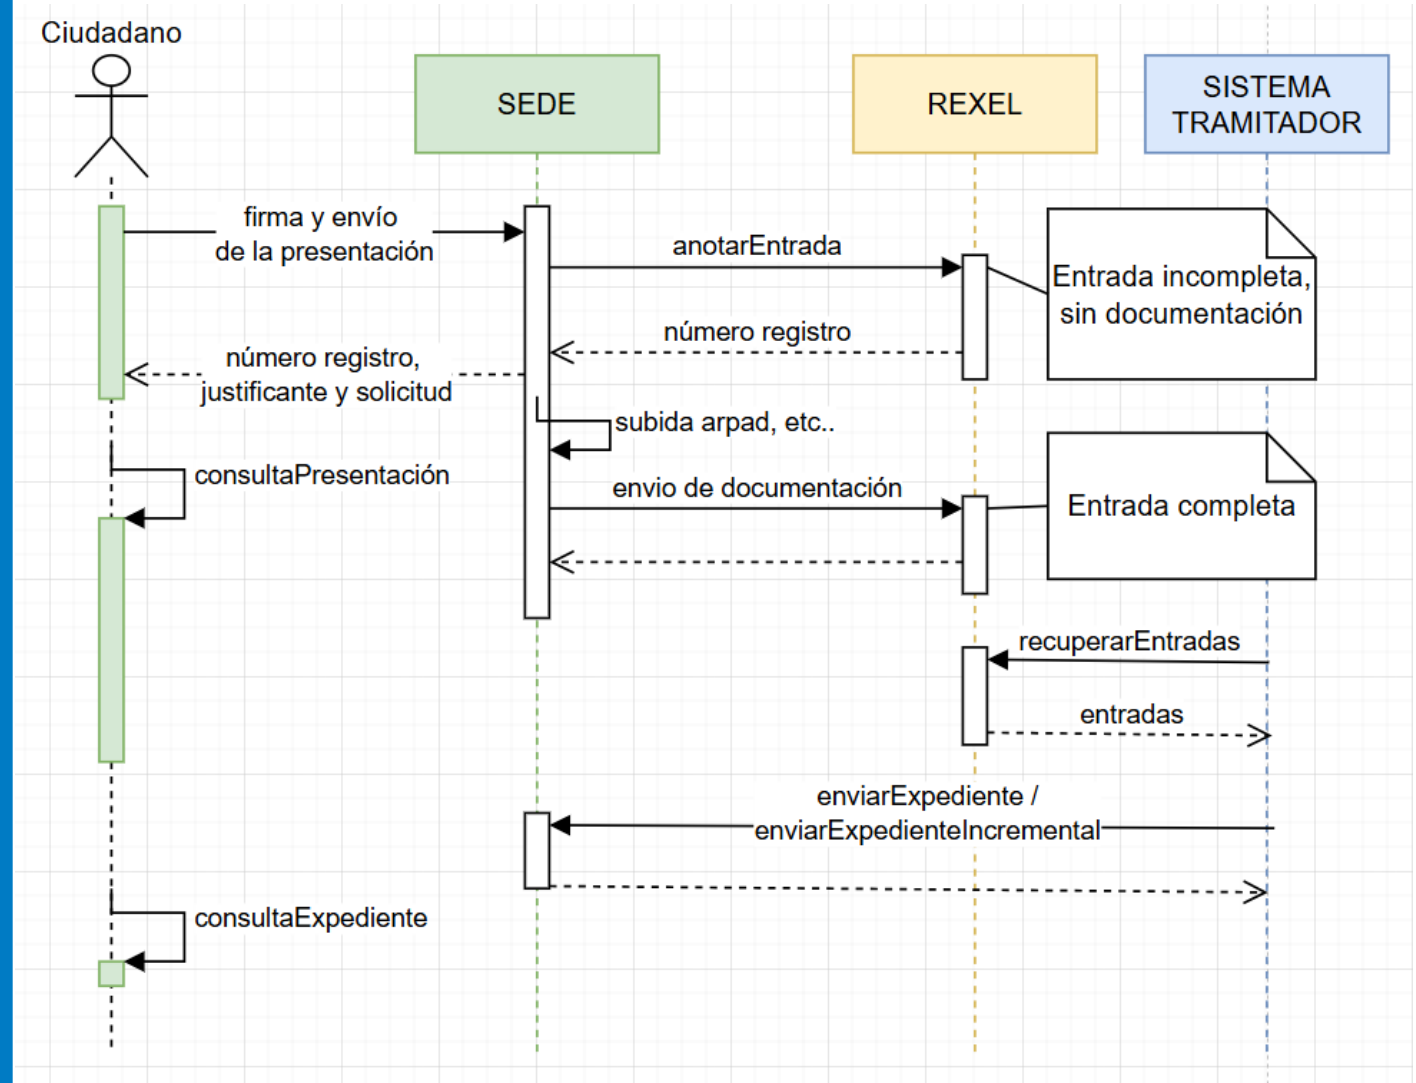 Ciudadano
SEDE
REXEL
SISTEMA
TRAMITADOR
firma y envío
de la presentación
anotarEntrada
Entrada incompleta,
sin documentación
número registro
número registro,
justificante y solicitud
subida arpad, etc..
consultaPresentación
envio de documentación
Entrada completa
recuperarEntradas
entradas
enviarExpediente /
enviarExpedienteIncremental
consultaExpediente